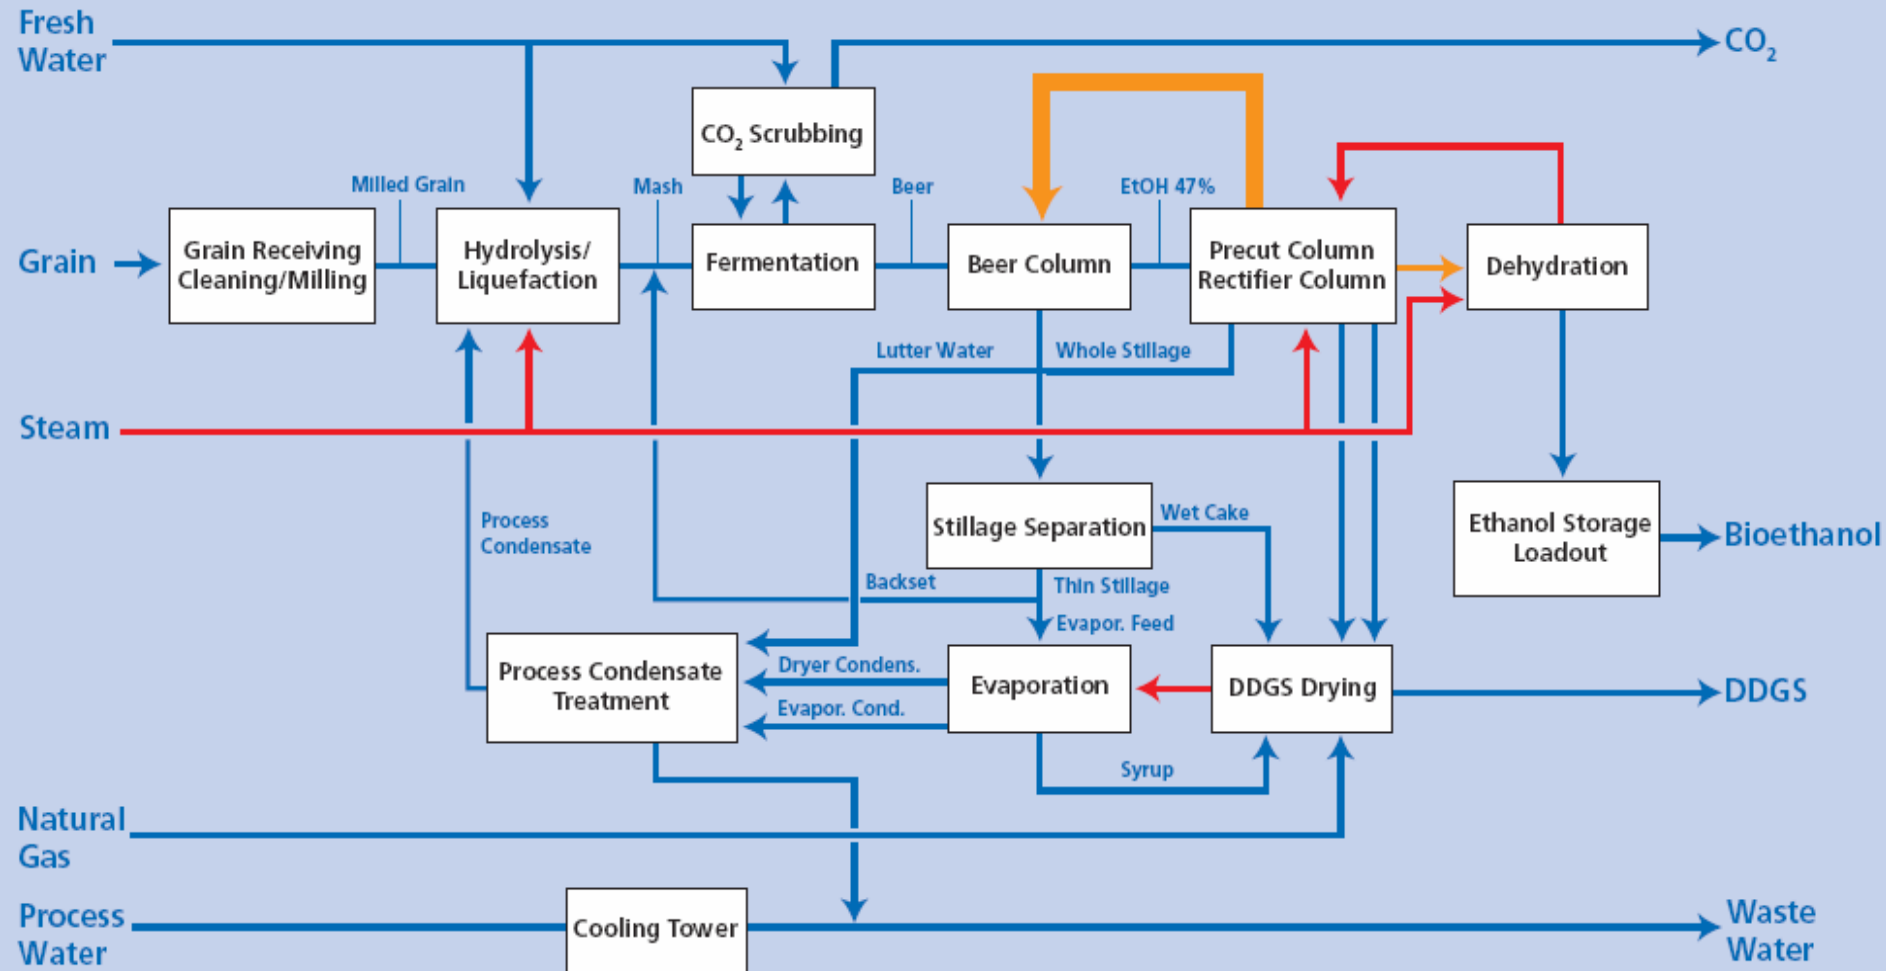 Fresh
Water
CO₂
CO₂ Scrubbing
Milled Grain
Mash
Beer
EtOH 47%
Grain
Grain Receiving
Cleaning/Milling
Hydrolysis/
Liquefaction
Fermentation
Beer Column
Precut Column
Rectifier Column
Dehydration
Lutter Water
Whole Stillage
Steam
Process
Condensate
Stillage Separation
Wet Cake
Ethanol Storage
Loadout
Bioethanol
Backset
Thin Stillage
Evapor. Feed
Process Condensate
Treatment
Dryer Condens.
Evapor. Cond.
Evaporation
DDGS Drying
DDGS
Syrup
Natural
Gas
Process
Water
Cooling Tower
Waste
Water